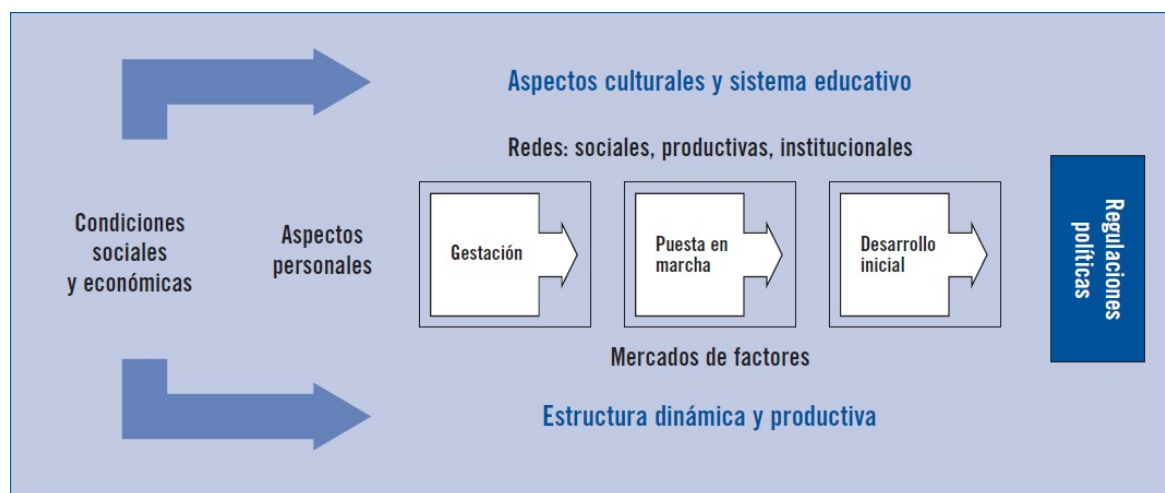 Aspectos culturales y sistema educativo
Redes: sociales, productivas, institucionales
Condiciones
sociales
y económicas
Aspectos
personales
Gestación
Puesta en
marcha
Desarrollo
inicial
Regulaciones
políticas
Mercados de factores
Estructura dinámica y productiva